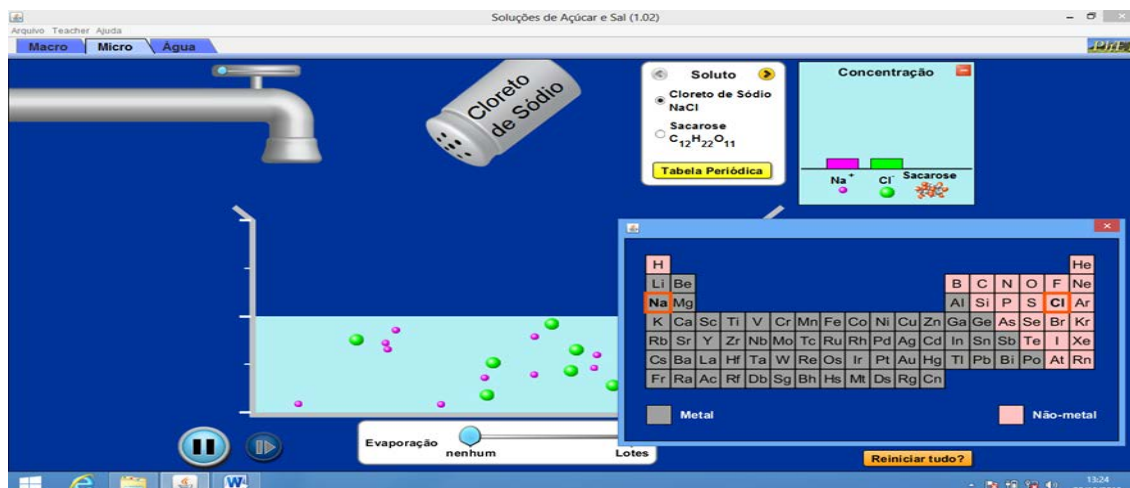 Soluções de Açúcar e Sal (1.02)
Arquivo Teacher Ajuda
Macro Micro Água
PhET
Cloreto de Sódio
Soluto
Cloreto de Sódio
NaCl
Sacarose
C12H22O11
Tabela Periódica
Concentração
Na+ Cl- Sacarose
H He
Li Be B C N O F Ne
Na Mg Al Si P S Cl Ar
K Ca Sc Ti V Cr Mn Fe Co Ni Cu Zn Ga Ge As Se Br Kr
Rb Sr Y Zr Nb Mo Tc Ru Rh Pd Ag Cd In Sn Sb Te I Xe
Cs Ba La Hf Ta W Re Os Ir Pt Au Hg Tl Pb Bi Po At Rn
Fr Ra Ac Rf Db Sg Bh Hs Mt Ds Rg Cn
Metal Não-metal
Evaporação
nenhum Lotes
Reiniciar tudo?
W
13:24